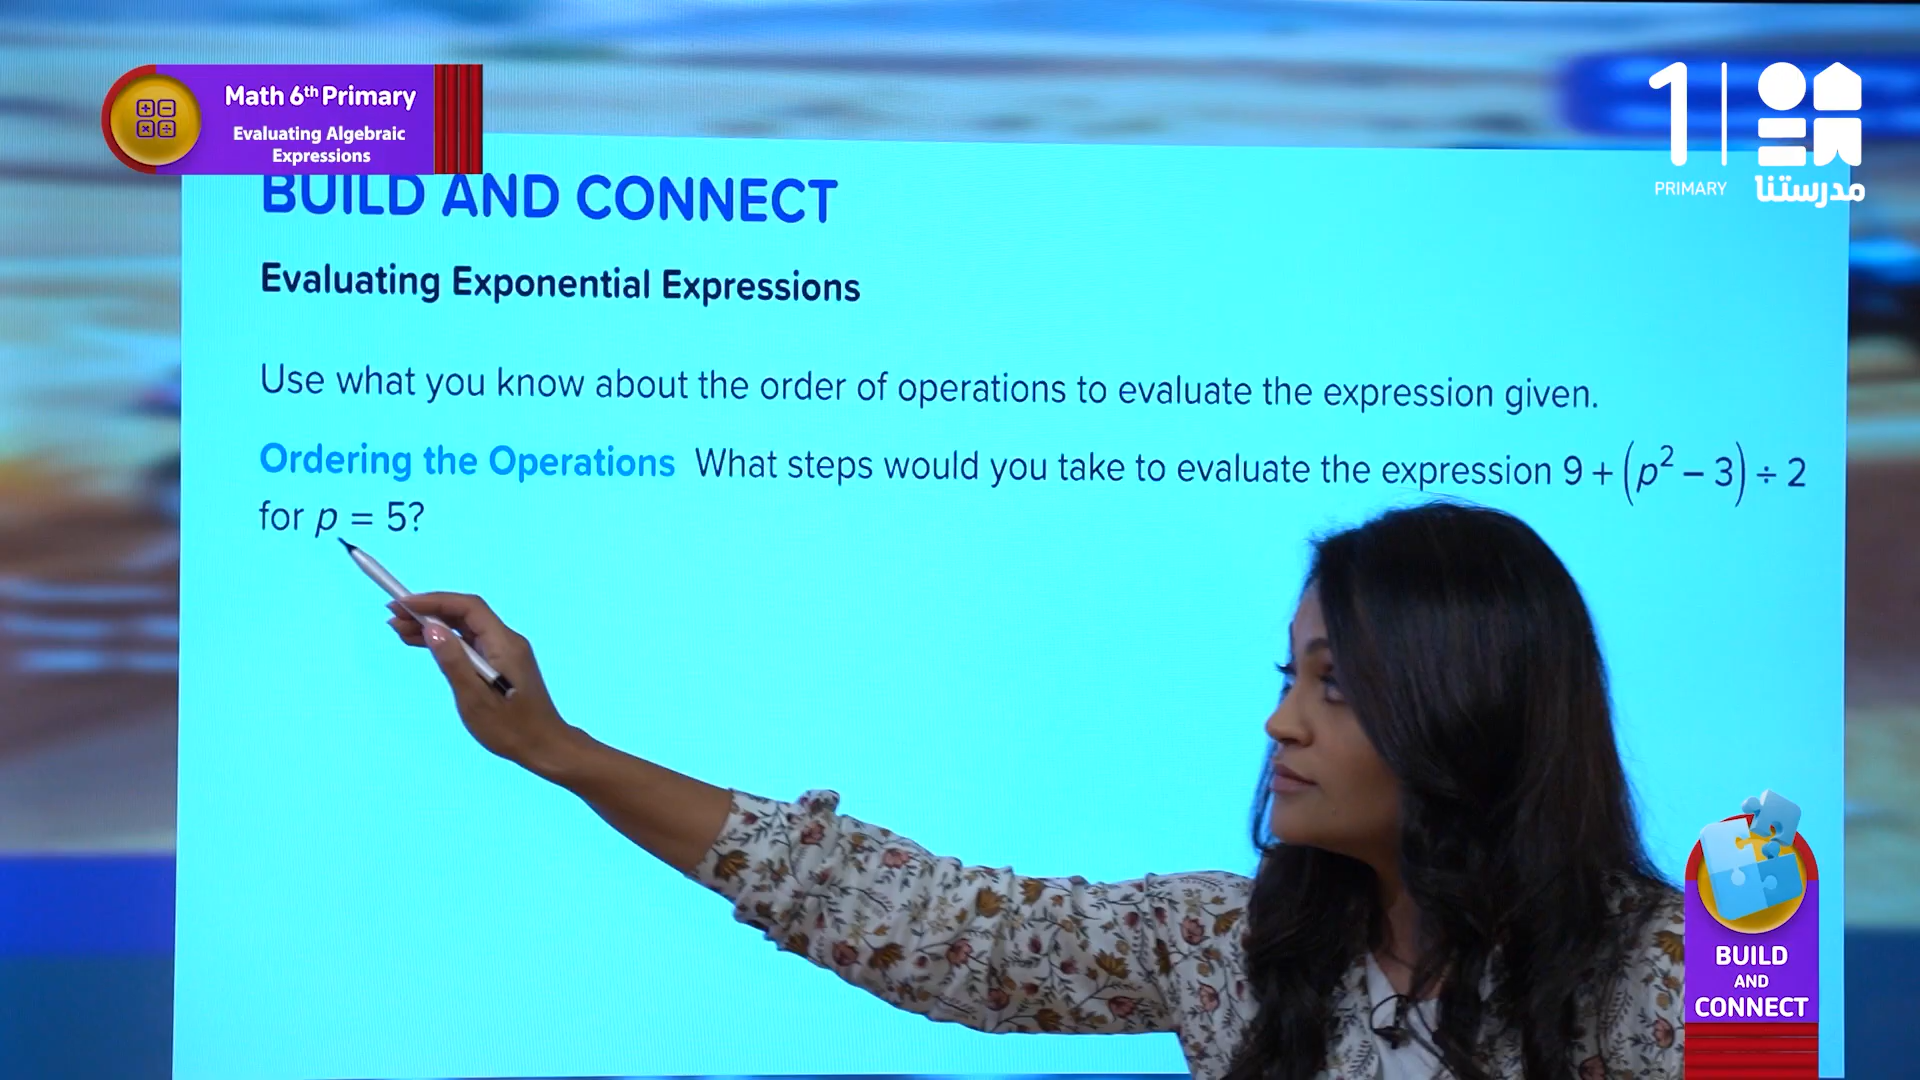 Math 6th Primary
Evaluating Algebraic
Expressions
1
PRIMARY
مدرستنا
BUILD AND CONNECT
Evaluating Exponential Expressions
Use what you know about the order of operations to evaluate the expression given.
Ordering the Operations What steps would you take to evaluate the expression 9 + (p² – 3) ÷ 2
for p = 5?
BUILD
AND
CONNECT